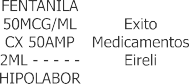 FENTANILA
50MCG/ML Exito
CX 50AMP Medicamentos
2ML - - - - - Eireli
HIPOLABOR